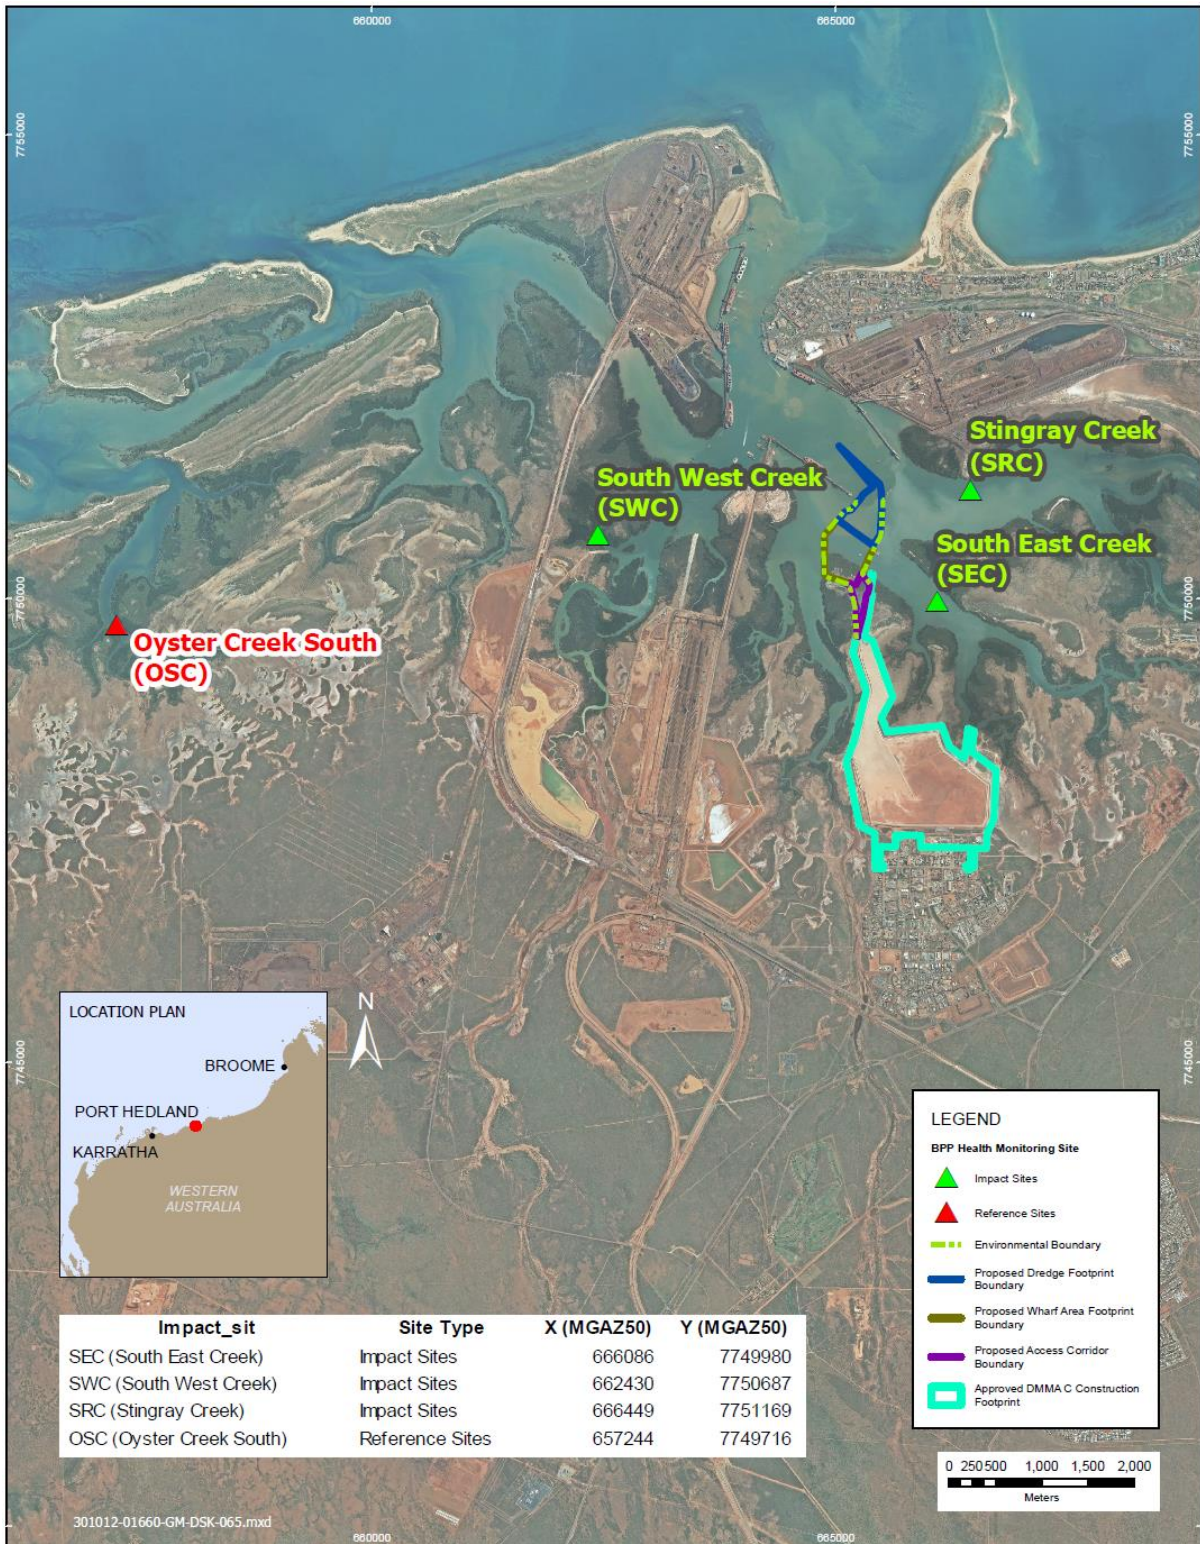 660000
665000
7755000
7755000
Stingray Creek
(SRC)
South West Creek
(SWC)
South East Creek
(SEC)
7750000
7750000
Oyster Creek South
(OSC)
LOCATION PLAN
BROOME
PORT HEDLAND
KARRATHA
WESTERN
AUSTRALIA
N
7745000
7745000
LEGEND
BPP Health Monitoring Site
Impact Sites
Reference Sites
Environmental Boundary
Proposed Dredge Footprint
Boundary
Proposed Wharf Area Footprint
Boundary
Proposed Access Corridor
Boundary
Approved DMMA C Construction
Footprint
Impact_sit Site Type X (MGAZ50) Y (MGAZ50)
SEC (South East Creek) Impact Sites 666086 7749980
SWC (South West Creek) Impact Sites 662430 7750687
SRC (Stingray Creek) Impact Sites 666449 7751169
OSC (Oyster Creek South) Reference Sites 657244 7749716
0 250 500 1,000 1,500 2,000
Meters
301012-01660-GM-DSK-065.mxd
660000
665000